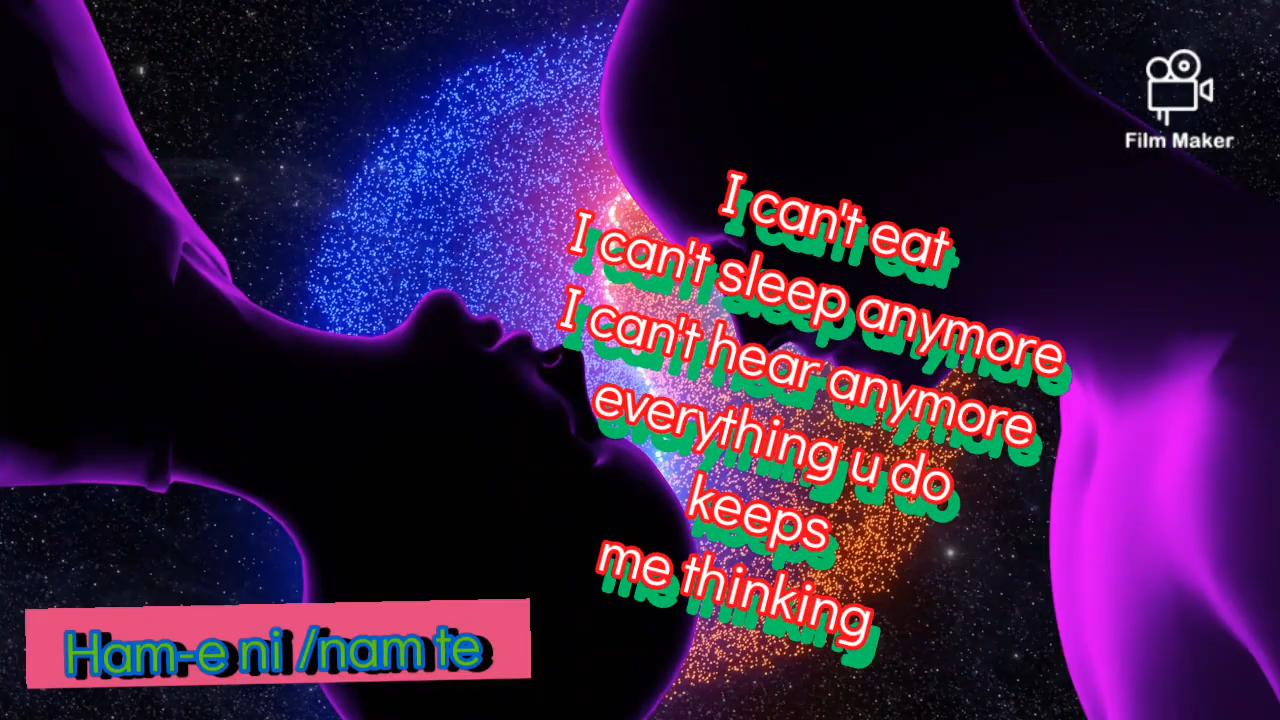 Film Maker
I can't eat
I can't sleep anymore
I can't hear anymore
everything u do
keeps
me thinking
Ham-e ni /nam te